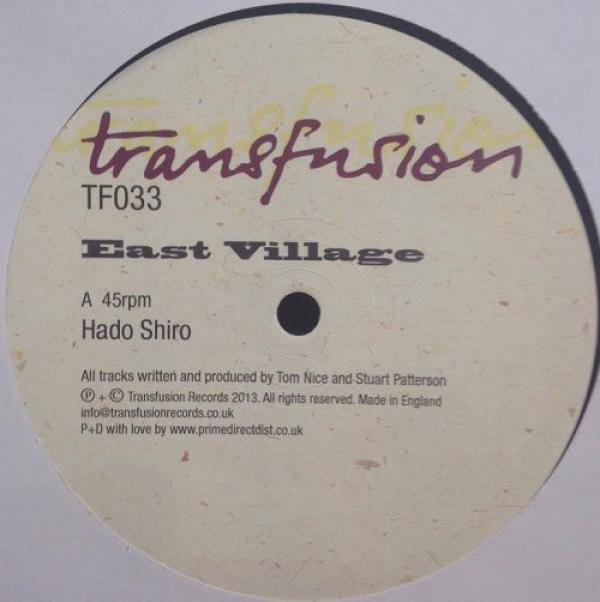 transfusion
transfusion
TF033
East Village
A 45rpm
Hado Shiro
All tracks written and produced by Tom Nice and Stuart Patterson
℗ + © Transfusion Records 2013. All rights reserved. Made in England
info@transfusionrecords.co.uk
P+D with love by www.primedirectdist.co.uk